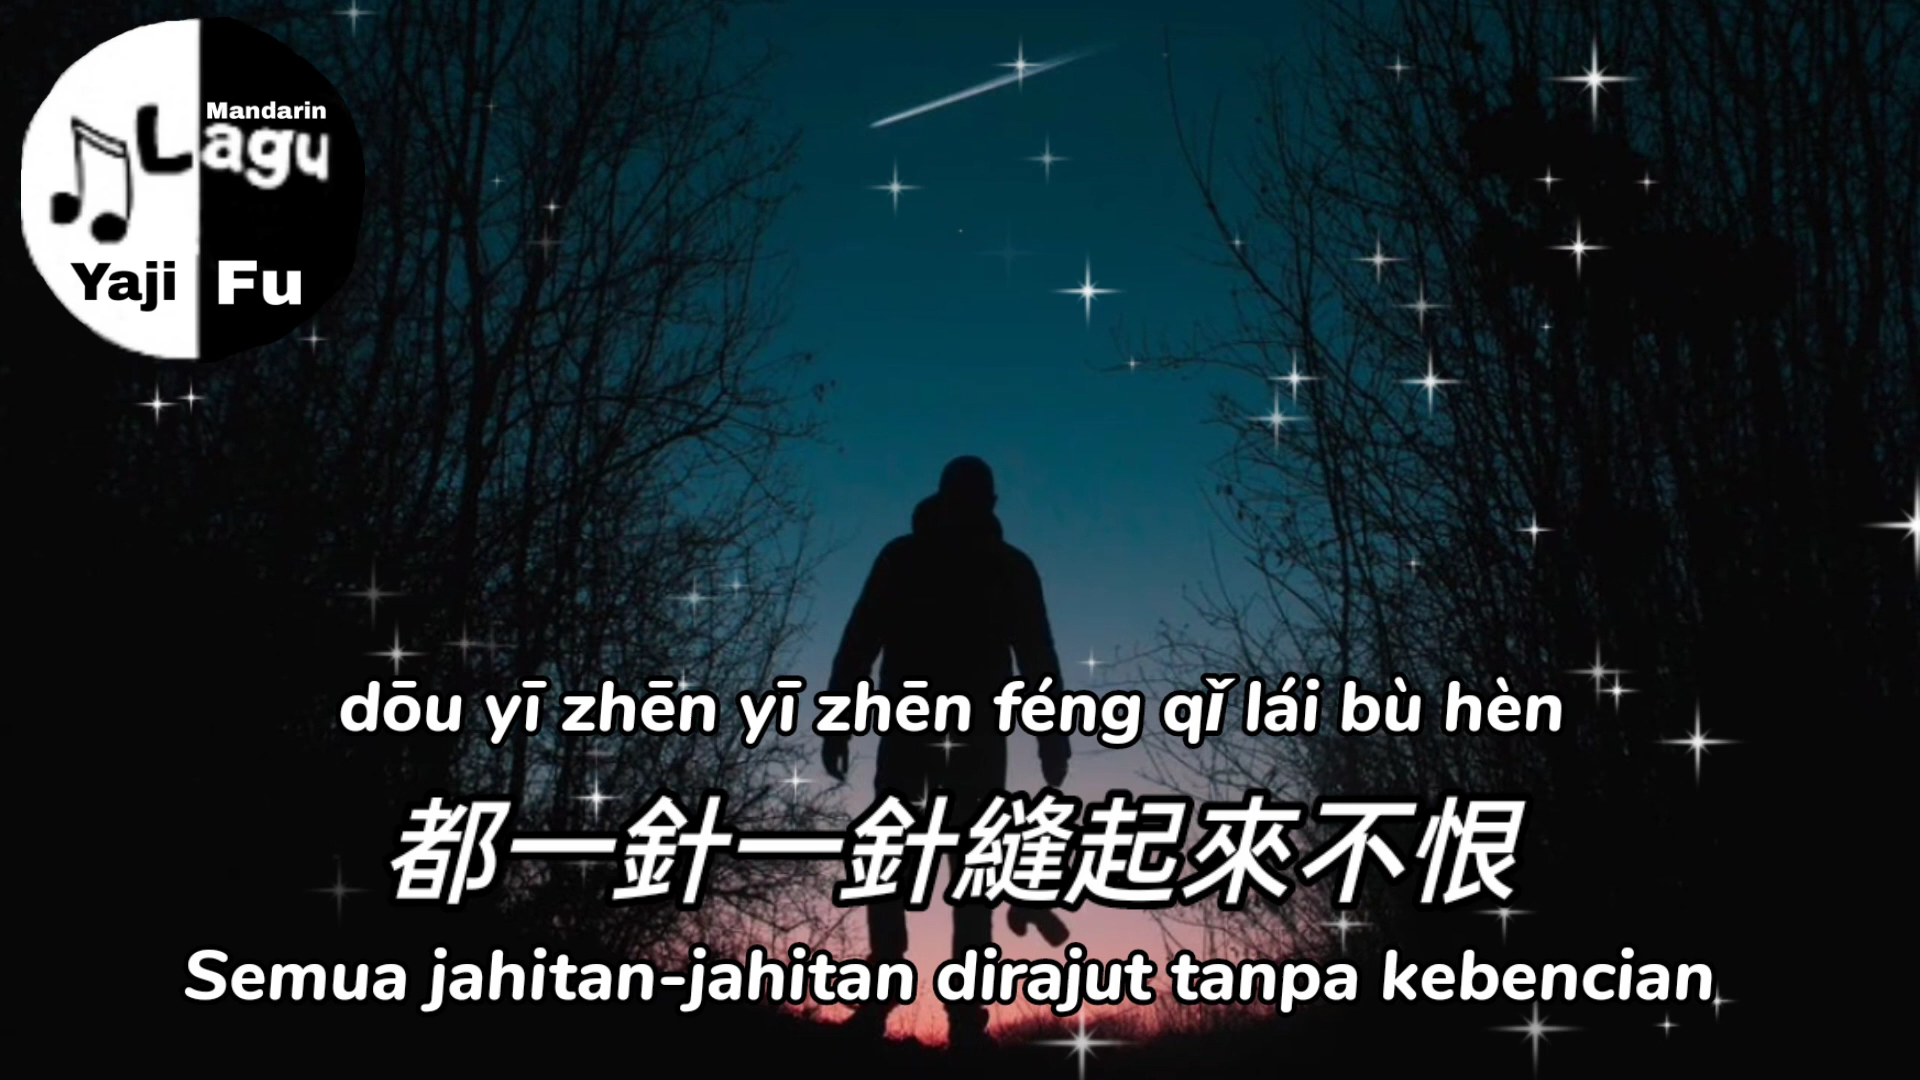 Mandarin
Lagu
Yaji Fu
dōu yī zhēn yī zhēn féng qǐ lái bù hèn
都一針一針縫起來不恨
Semua jahitan-jahitan dirajut tanpa kebencian